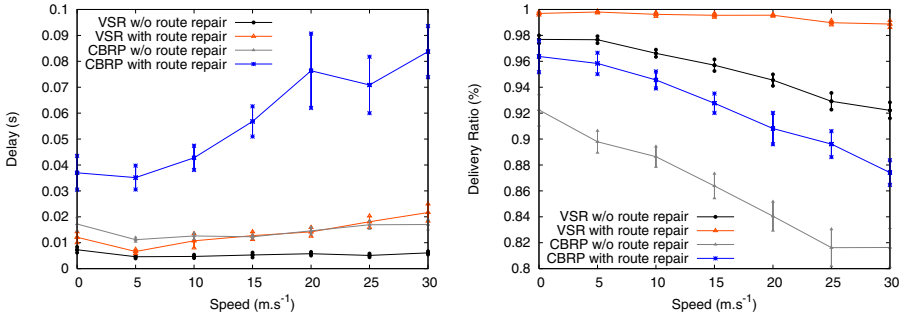 VSR w/o route repair
VSR with route repair
CBRP w/o route repair
CBRP with route repair
0.1
0.09
0.08
0.07
0.06
0.05
0.04
0.03
0.02
0.01
0
Delay (s)
0 5 10 15 20 25 30
Speed (m.s-1)
1
0.98
0.96
0.94
0.92
0.9
0.88
0.86
0.84
0.82
0.8
Delivery Ratio (%)
VSR w/o route repair
VSR with route repair
CBRP w/o route repair
CBRP with route repair
0 5 10 15 20 25 30
Speed (m.s-1)